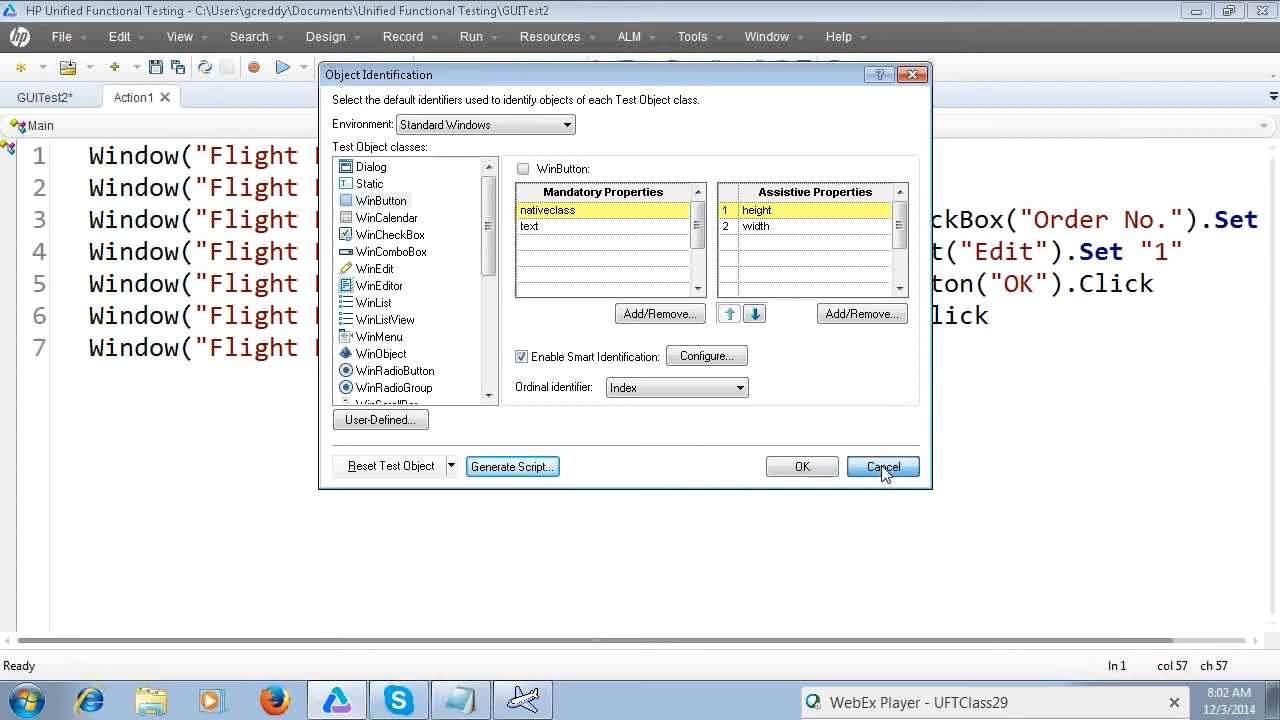 HP Unified Functional Testing - C:\Users\gcreddy\Documents\Unified Functional Testing\GUITest2
hp File Edit View Search Design Record Run Resources ALM Tools Window Help
GUITest2* Action1
Main
Object Identification
Select the default identifiers used to identify objects of each Test Object class.
Environment: Standard Windows
Test Object classes:
Dialog
Static
WinButton
WinCalendar
WinCheckBox
WinComboBox
WinEdit
WinEditor
WinList
WinListView
WinMenu
WinObject
WinRadioButton
WinRadioGroup
User-Defined...
WinButton:
Mandatory Properties
nativeclass
text
Add/Remove...
Assistive Properties
1 height
2 width
Add/Remove...
Enable Smart Identification: Configure...
Ordinal identifier: Index
Reset Test Object Generate Script... OK Cancel
1 Window("Flight
2 Window("Flight
3 Window("Flight ckBox("Order No.").Set
4 Window("Flight t("Edit").Set "1"
5 Window("Flight ton("OK").Click
6 Window("Flight lick
7 Window("Flight
Ready ln 1 col 57 ch 57
WebEx Player - UFTClass29
8:02 AM
12/3/2014